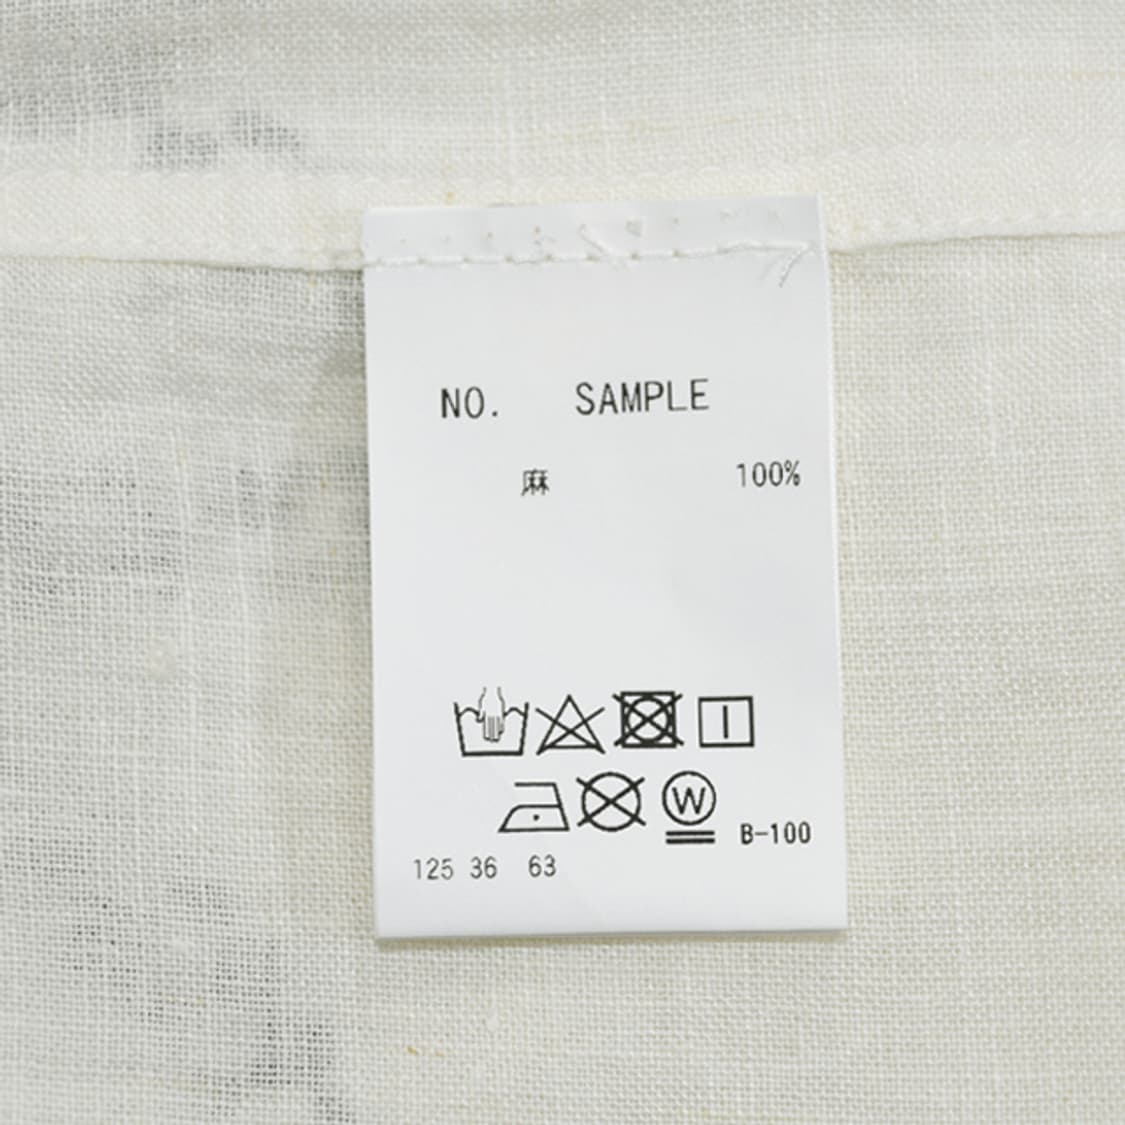 NO. SAMPLE
麻 100%
W
B-100
125 36 63